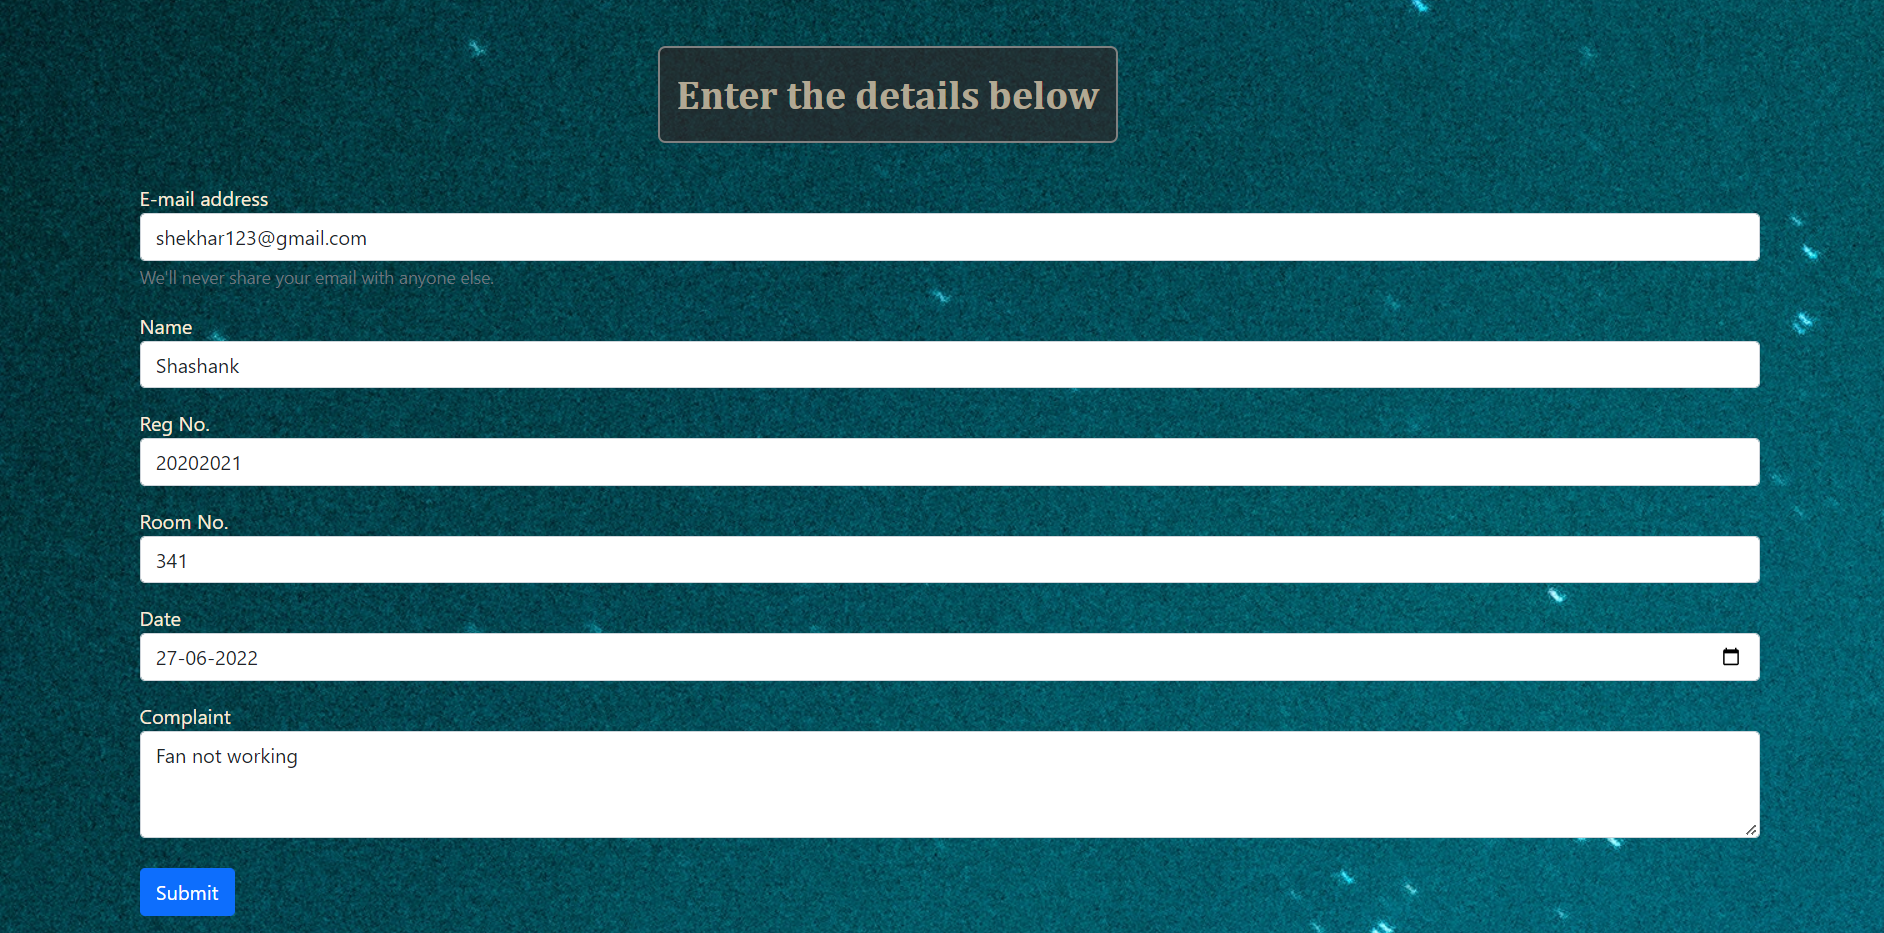 Enter the details below
E-mail address
shekhar123@gmail.com
We'll never share your email with anyone else.
Name
Shashank
Reg No.
20202021
Room No.
341
Date
27-06-2022
Complaint
Fan not working
Submit